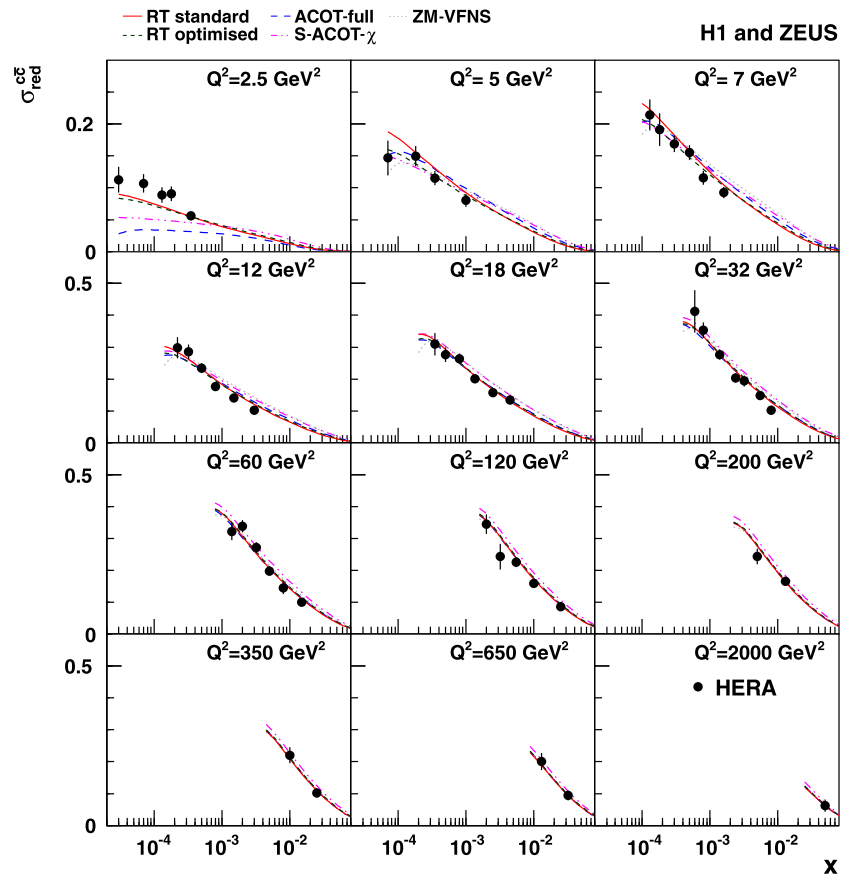 RT standard ACOT-full ZM-VFNS
RT optimised S-ACOT-χ
H1 and ZEUS
σ_red^cc̅
Q²=2.5 GeV² Q²= 5 GeV² Q²= 7 GeV²
0.2
0
Q²=12 GeV² Q²=18 GeV² Q²=32 GeV²
0.5
0
Q²=60 GeV² Q²=120 GeV² Q²=200 GeV²
0.5
0
Q²=350 GeV² Q²=650 GeV² Q²=2000 GeV²
0.5
HERA
0
10⁻⁴ 10⁻³ 10⁻² 10⁻⁴ 10⁻³ 10⁻² 10⁻⁴ 10⁻³ 10⁻²
x